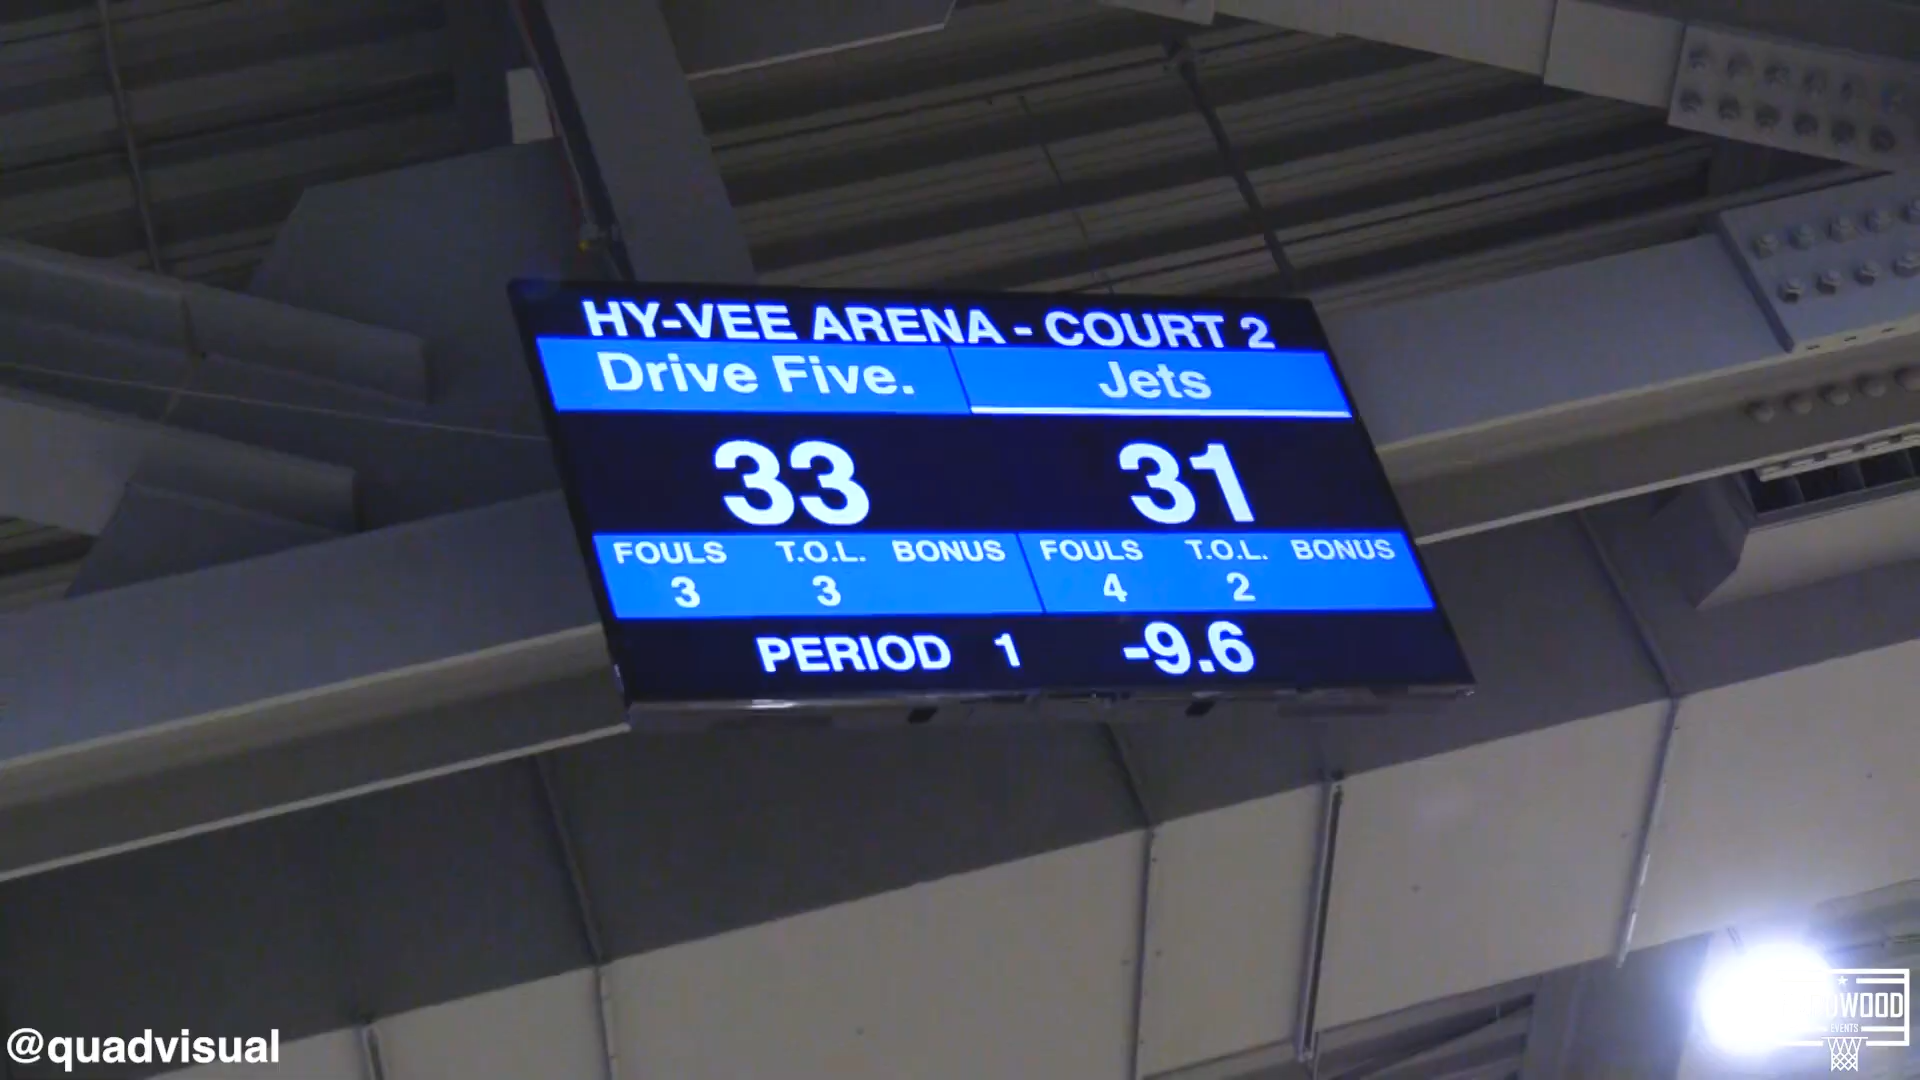 HY-VEE ARENA - COURT 2
Drive Five. Jets
33 31
FOULS T.O.L. BONUS FOULS T.O.L. BONUS
3 3 4 2
PERIOD 1 -9.6
@quadvisual
EVENTS